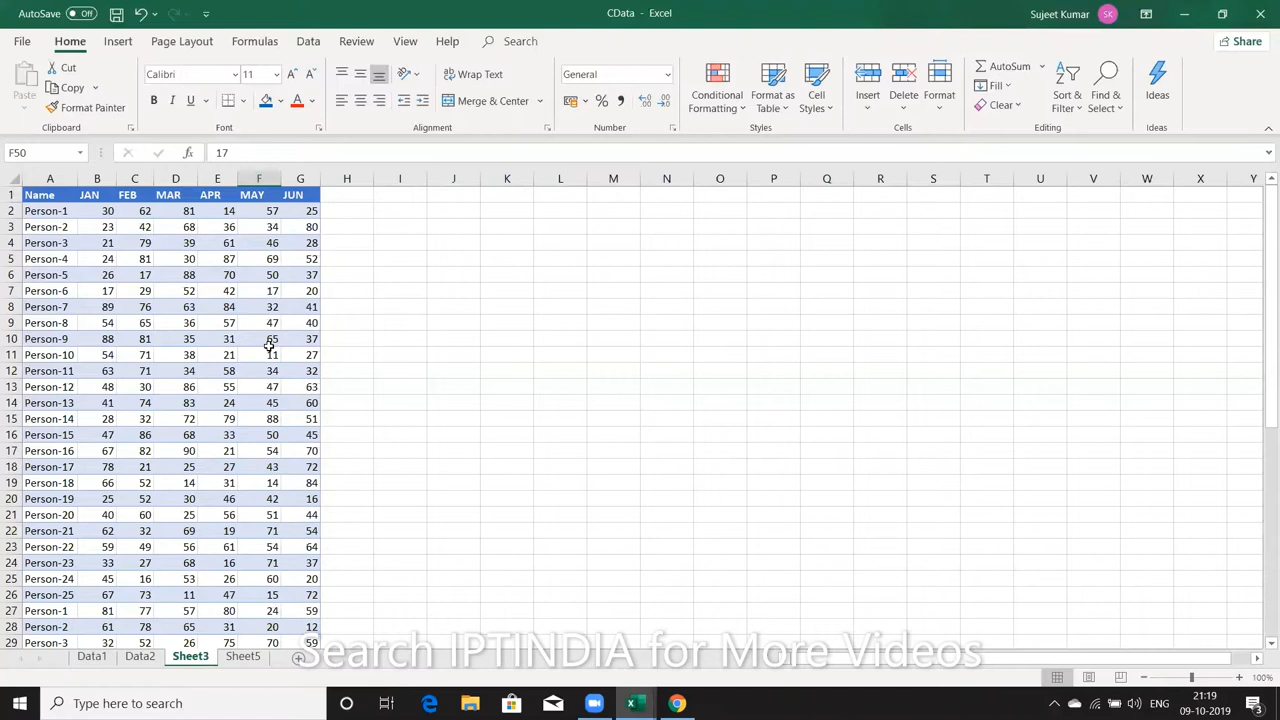 AutoSave Off CData - Excel Sujeet Kumar SK
File Home Insert Page Layout Formulas Data Review View Help Search Share
Paste Cut Copy Format Painter Clipboard
Calibri 11 B I U A Font
Wrap Text Merge & Center Alignment
General % Number
Conditional Formatting Format as Table Cell Styles Styles
Insert Delete Format Cells
AutoSum Fill Clear Sort & Filter Find & Select Editing
Ideas Ideas
F50 fx 17
A B C D E F G H I J K L M N O P Q R S T U V W X Y
1 Name JAN FEB MAR APR MAY JUN
2 Person-1 30 62 81 14 57 25
3 Person-2 23 42 68 36 34 80
4 Person-3 21 79 39 61 46 28
5 Person-4 24 81 30 87 69 52
6 Person-5 26 17 88 70 50 37
7 Person-6 17 29 52 42 17 20
8 Person-7 89 76 63 84 32 41
9 Person-8 54 65 36 57 47 40
10 Person-9 88 81 35 31 65 37
11 Person-10 54 71 38 21 11 27
12 Person-11 63 71 34 58 34 32
13 Person-12 48 30 86 55 47 63
14 Person-13 41 74 83 24 45 60
15 Person-14 28 32 72 79 88 51
16 Person-15 47 86 68 33 50 45
17 Person-16 67 82 90 21 54 70
18 Person-17 78 21 25 27 43 72
19 Person-18 66 52 14 31 14 84
20 Person-19 25 52 30 46 42 16
21 Person-20 40 60 25 56 51 44
22 Person-21 62 32 69 19 71 54
23 Person-22 59 49 56 61 54 64
24 Person-23 33 27 68 16 71 37
25 Person-24 45 16 53 26 60 20
26 Person-25 67 73 11 47 15 72
27 Person-1 81 77 57 80 24 59
28 Person-2 61 78 65 31 20 12
29 Person-3 32 52 26 75 70 59
Search IPTINDIA for More Videos
Data1 Data2 Sheet3 Sheet5
100%
Type here to search ENG 21:19
09-10-2019 3